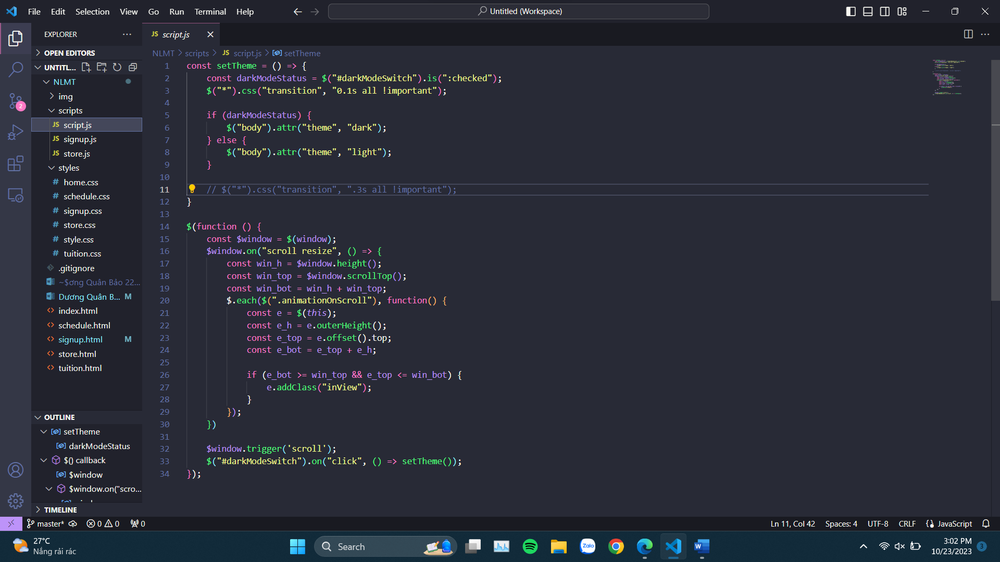 File Edit Selection View Go Run Terminal Help
Untitled (Workspace)
EXPLORER
script.js
OPEN EDITORS
NLMT > scripts > JS script.js > setTheme
UNTITL...
NLMT
img
scripts
JS script.js
JS signup.js
JS store.js
styles
# home.css
# schedule.css
# signup.css
# store.css
# style.css
# tuition.css
.gitignore
~$ơng Quân Bảo 22...
Dương Quân B... M
index.html
schedule.html
signup.html M
store.html
tuition.html
OUTLINE
setTheme
darkModeStatus
$() callback
$window
$window.on("scro...
TIMELINE
2
JS
1 const setTheme = () => {
2 const darkModeStatus = $("#darkModeSwitch").is(":checked");
3 $("*").css("transition", "0.1s all !important");
4
5 if (darkModeStatus) {
6 $("body").attr("theme", "dark");
7 } else {
8 $("body").attr("theme", "light");
9 }
10
11 // $("*").css("transition", ".3s all !important");
12 }
13
14 $(function () {
15 const $window = $(window);
16 $window.on("scroll resize", () => {
17 const win_h = $window.height();
18 const win_top = $window.scrollTop();
19 const win_bot = win_h + win_top;
20 $.each($(".animationOnScroll"), function() {
21 const e = $(this);
22 const e_h = e.outerHeight();
23 const e_top = e.offset().top;
24 const e_bot = e_top + e_h;
25
26 if (e_bot >= win_top && e_top <= win_bot) {
27 e.addClass("inView");
28 }
29 });
30 })
31
32 $window.trigger('scroll');
33 $("#darkModeSwitch").on("click", () => setTheme());
34 });
master* 0 0 0
Ln 11, Col 42 Spaces: 4 UTF-8 CRLF JavaScript
27°C
Nắng rải rác
Search
Zalo
3:02 PM
10/23/2023
3